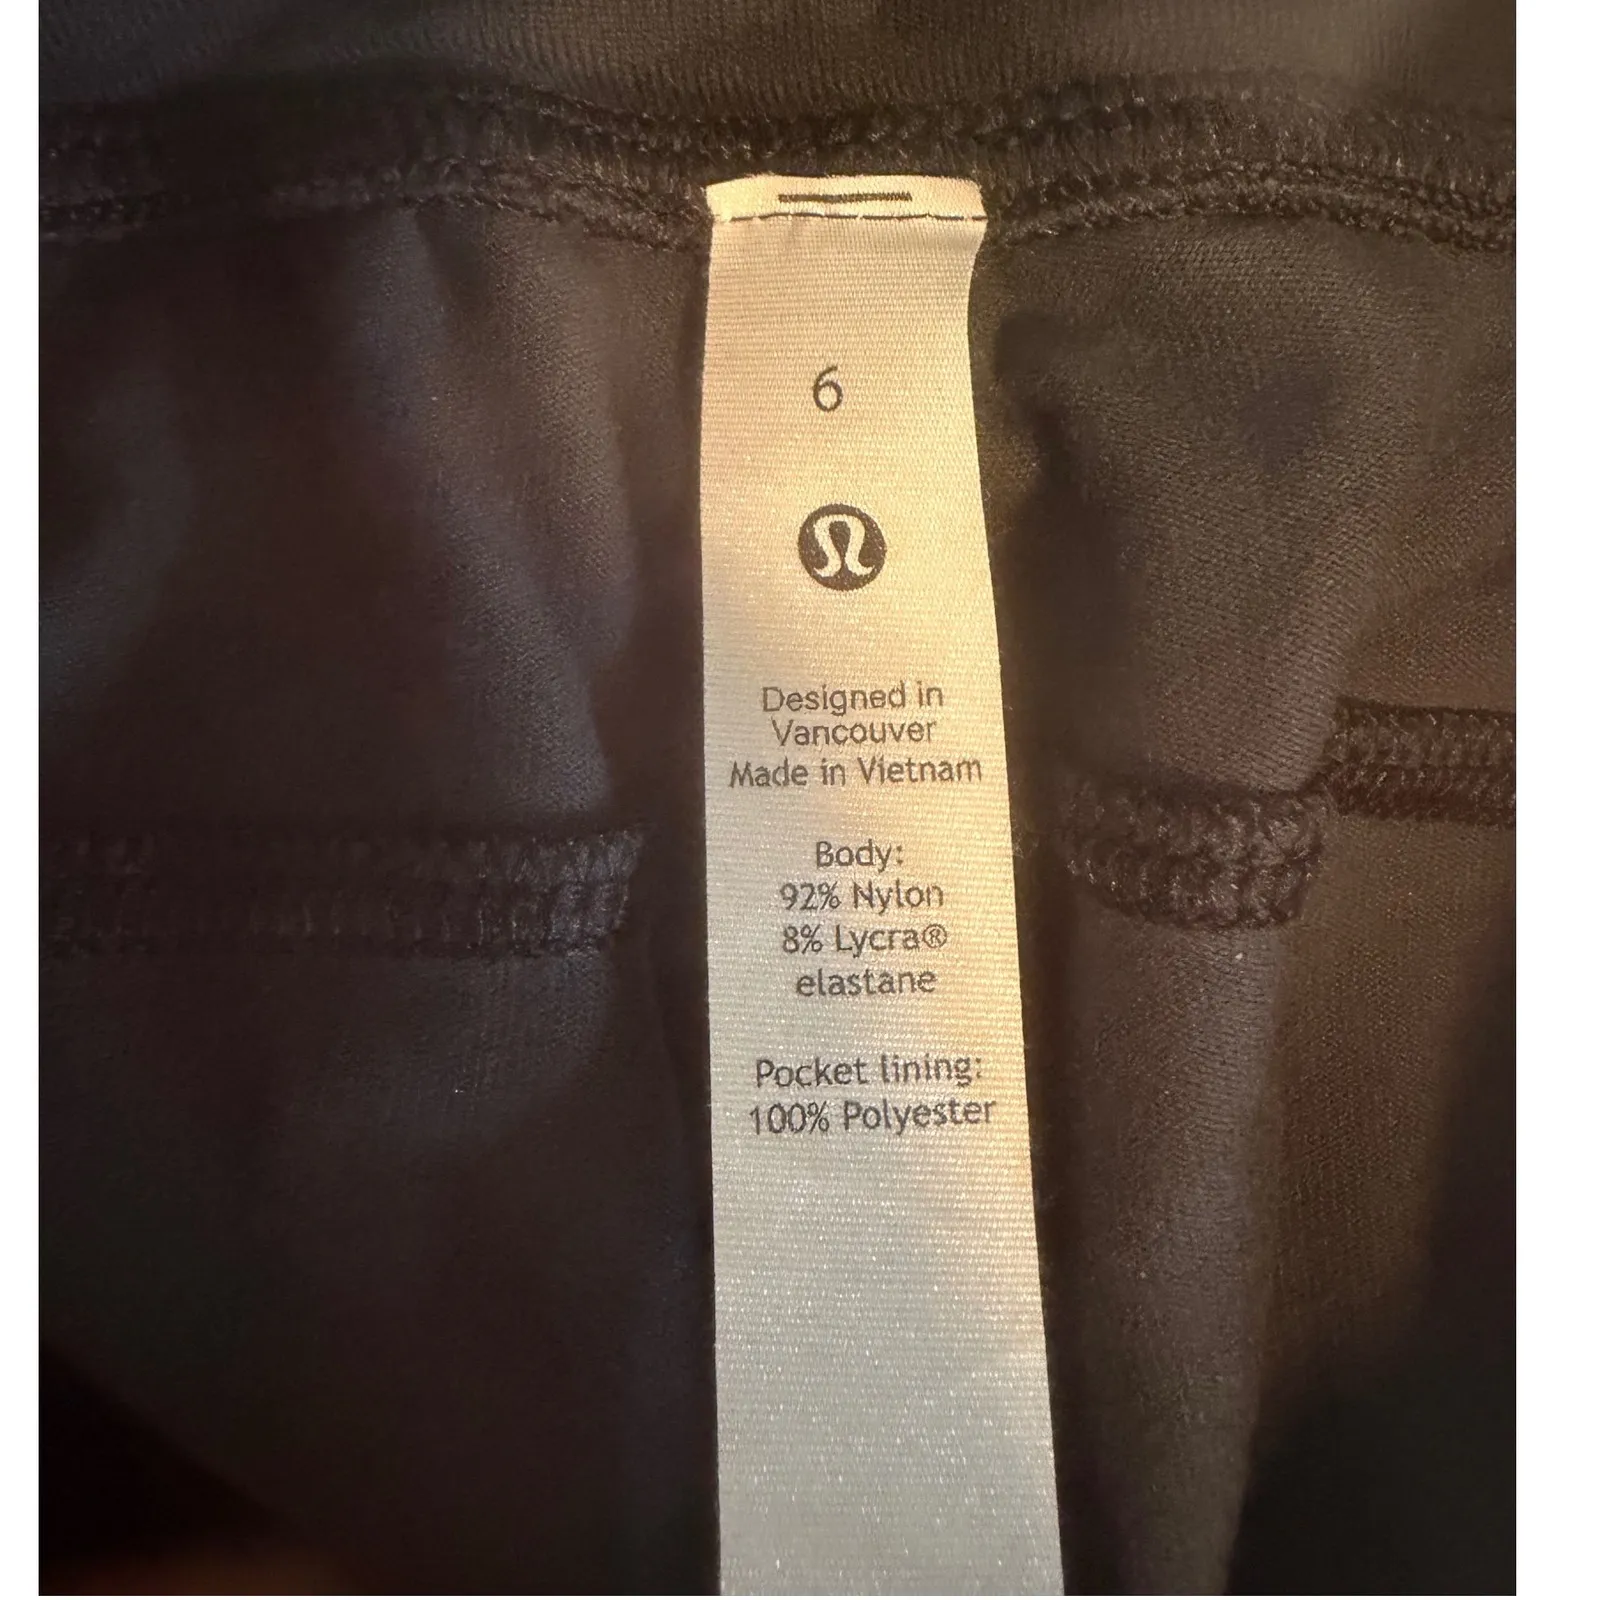 6
Designed in
Vancouver
Made in Vietnam
Body:
92% Nylon
8% Lycra®
elastane
Pocket lining:
100% Polyester